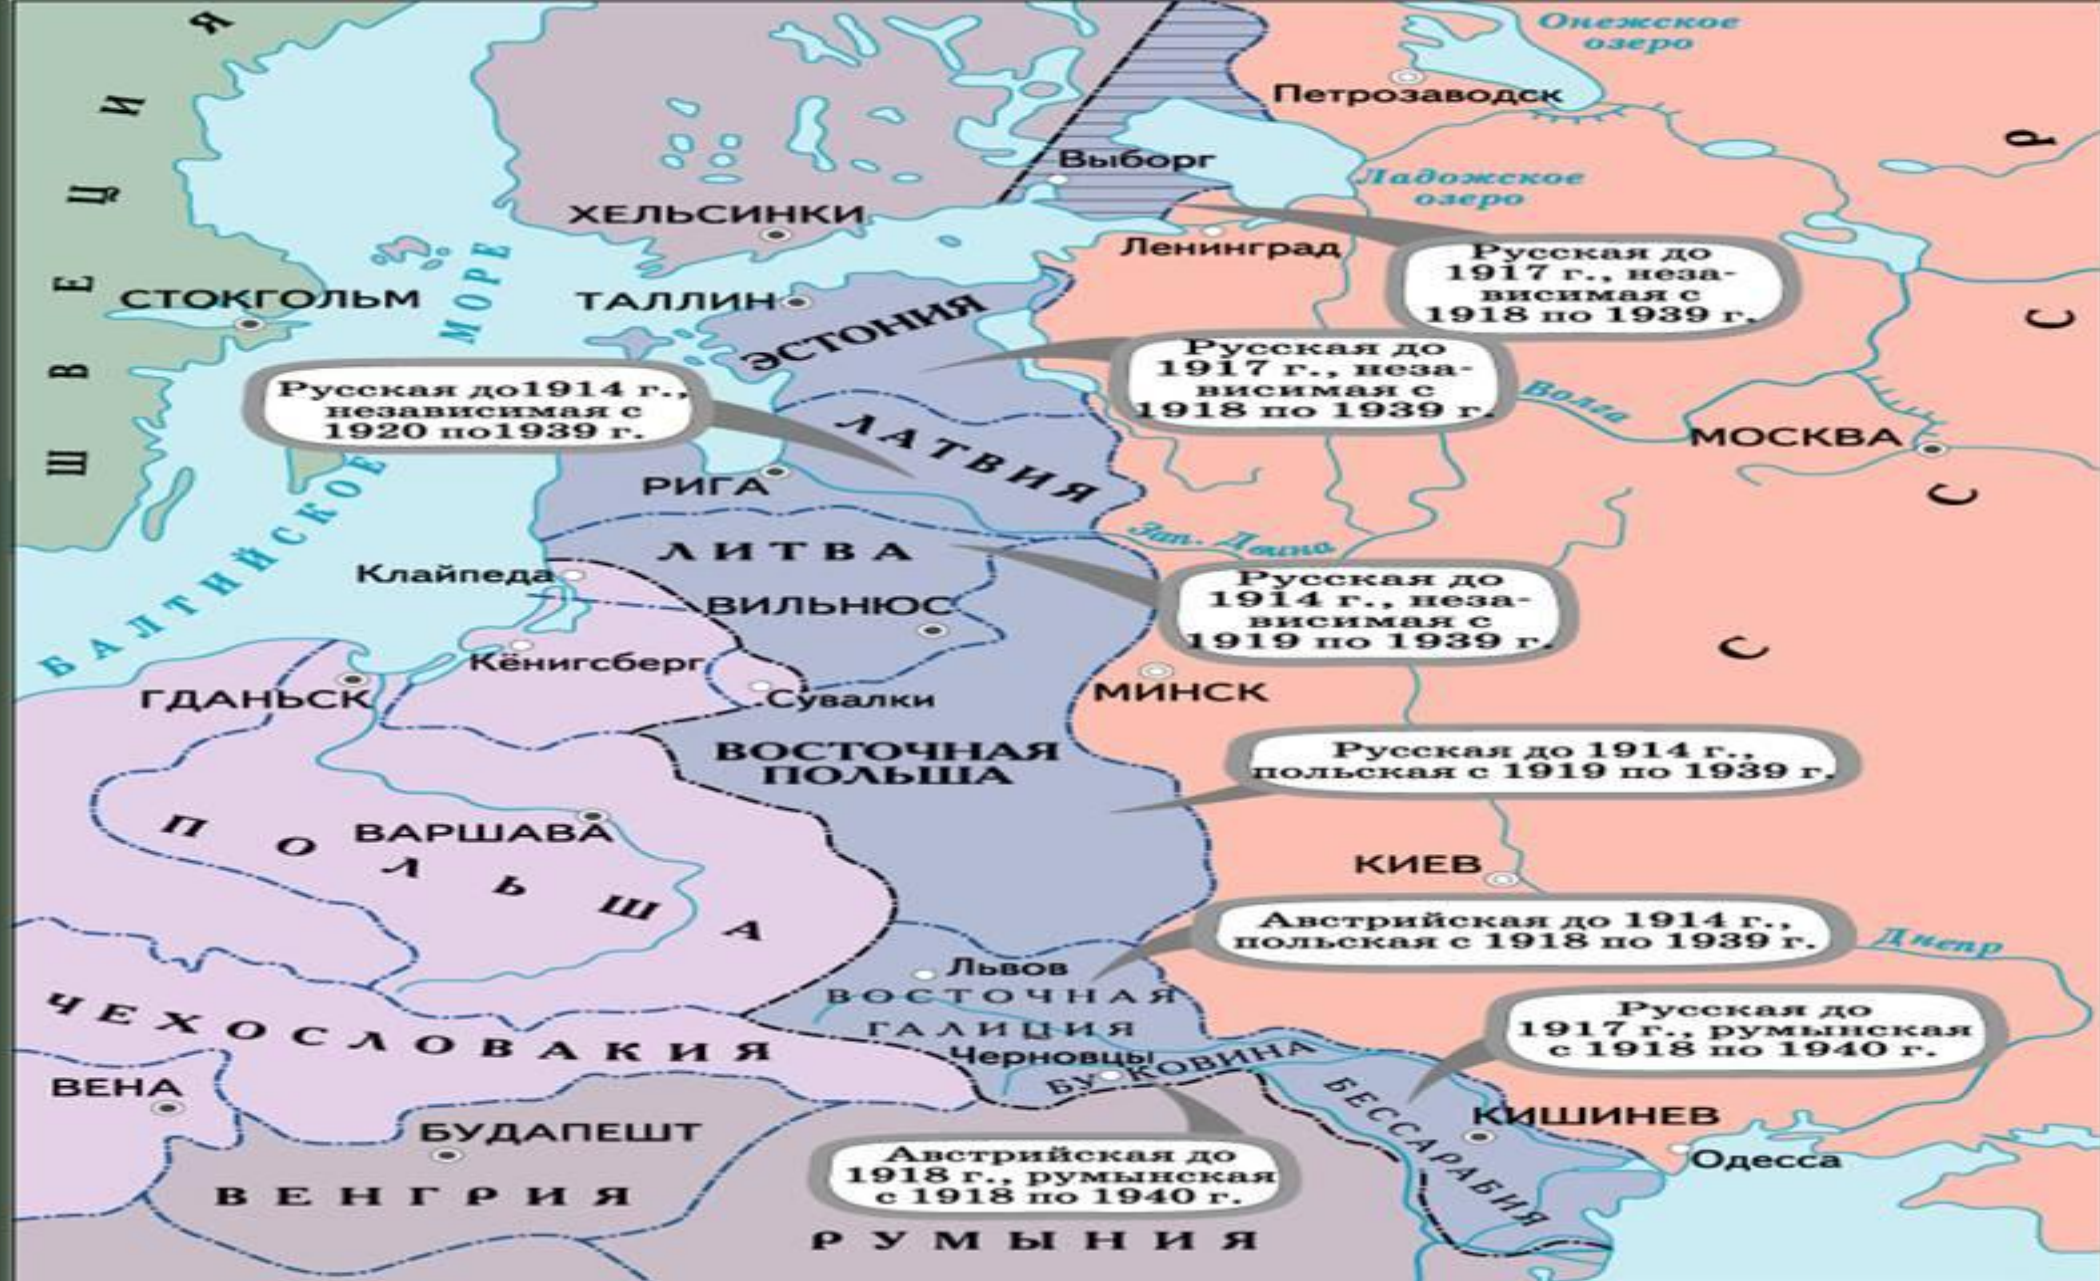 ШВЕЦИЯ
Онежское
озеро
Петрозаводск
Выборг
Ладожское
озеро
ХЕЛЬСИНКИ
Ленинград
Русская до
1917 г., неза-
висимая с
1918 по 1939 г.
СТОКГОЛЬМ
БАЛТИЙСКОЕ МОРЕ
ТАЛЛИН
ЭСТОНИЯ
Русская до
1917 г., неза-
висимая с
1918 по 1939 г.
Русская до1914 г.,
независимая с
1920 по1939 г.
ЛАТВИЯ
Волга
МОСКВА
СССР
РИГА
Зап. Двина
ЛИТВА
Клайпеда
ВИЛЬНЮС
Русская до
1914 г., неза-
висимая с
1919 по 1939 г.
Кёнигсберг
ГДАНЬСК
Сувалки
МИНСК
ВОСТОЧНАЯ
ПОЛЬША
Русская до 1914 г.,
польская с 1919 по 1939 г.
ВАРШАВА
ПОЛЬША
КИЕВ
Австрийская до 1914 г.,
польская с 1918 по 1939 г.
Днепр
Львов
ВОСТОЧНАЯ
ГАЛИЦИЯ
ЧЕХОСЛОВАКИЯ
Русская до
1917 г., румынская
с 1918 по 1940 г.
Черновцы
БУКОВИНА
БЕССАРАБИЯ
ВЕНА
КИШИНЕВ
БУДАПЕШТ
Одесса
Австрийская до
1918 г., румынская
с 1918 по 1940 г.
ВЕНГРИЯ
РУМЫНИЯ